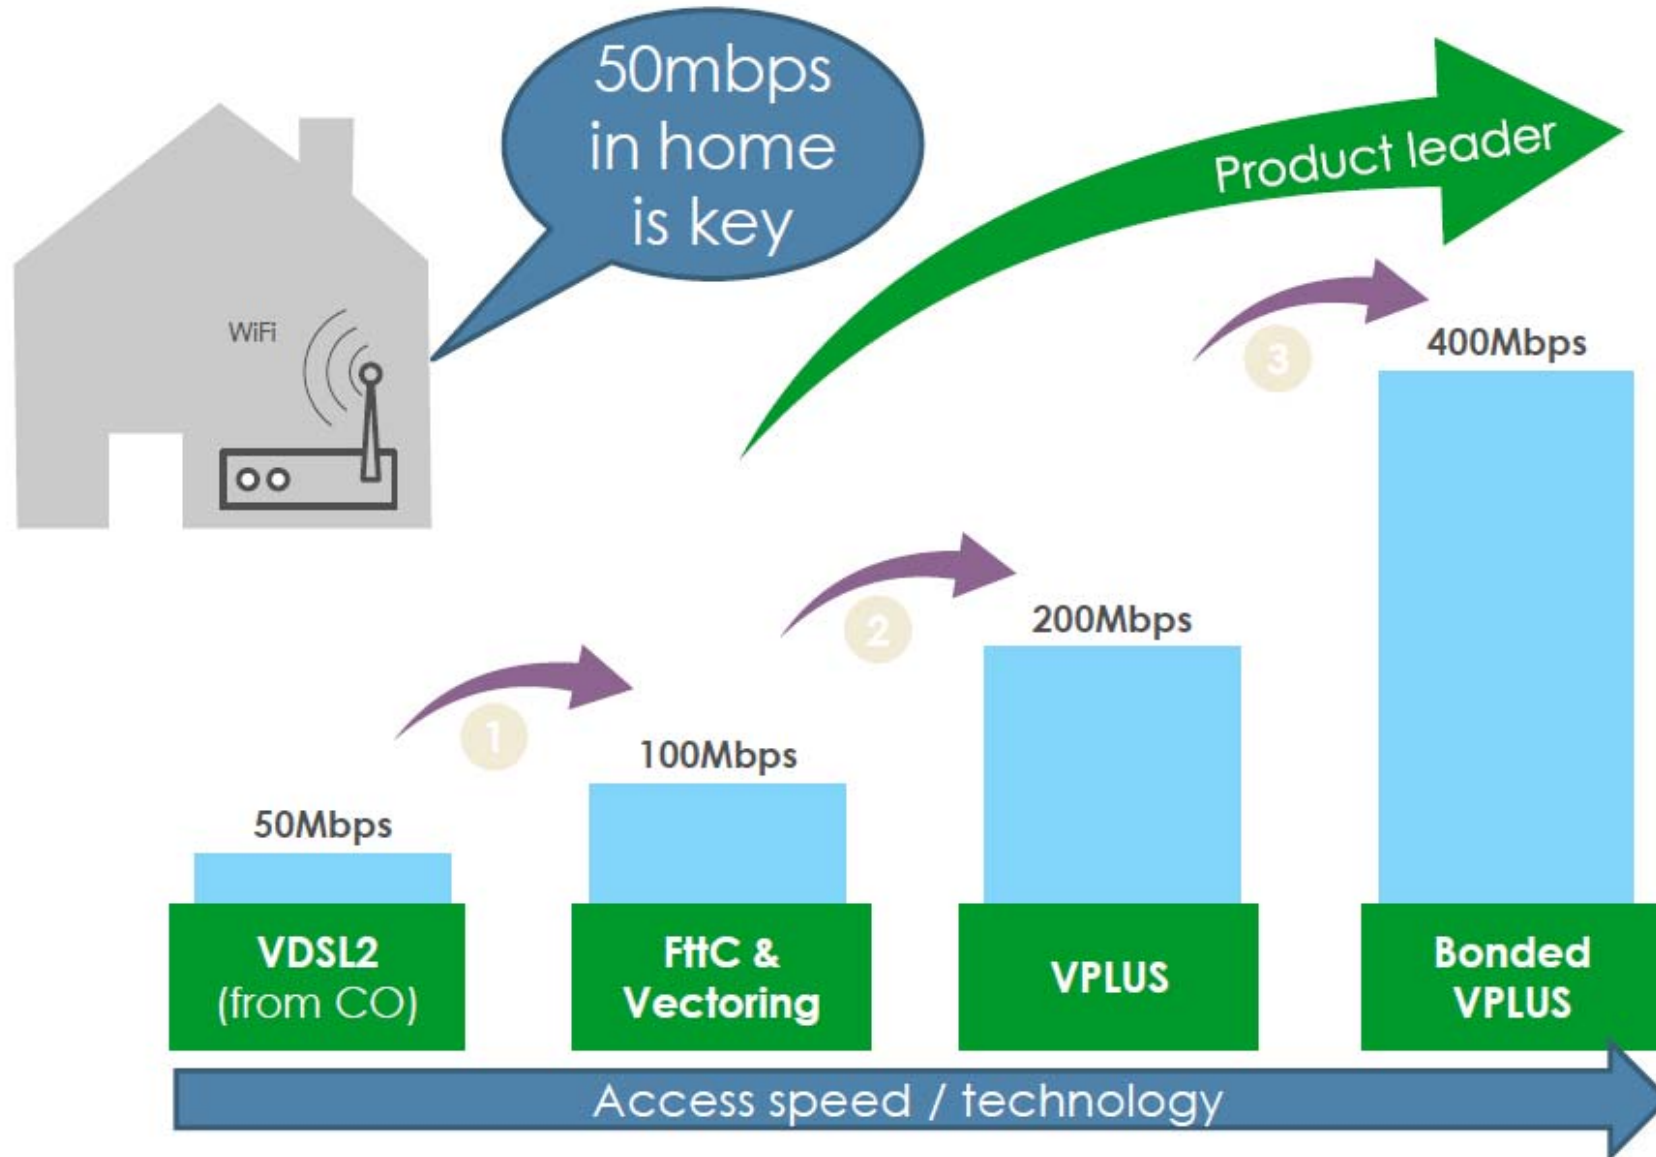 50mbps
in home
is key
Product leader
WiFi
3
400Mbps
2
200Mbps
1
100Mbps
50Mbps
VDSL2
(from CO)
FttC &
Vectoring
VPLUS
Bonded
VPLUS
Access speed / technology